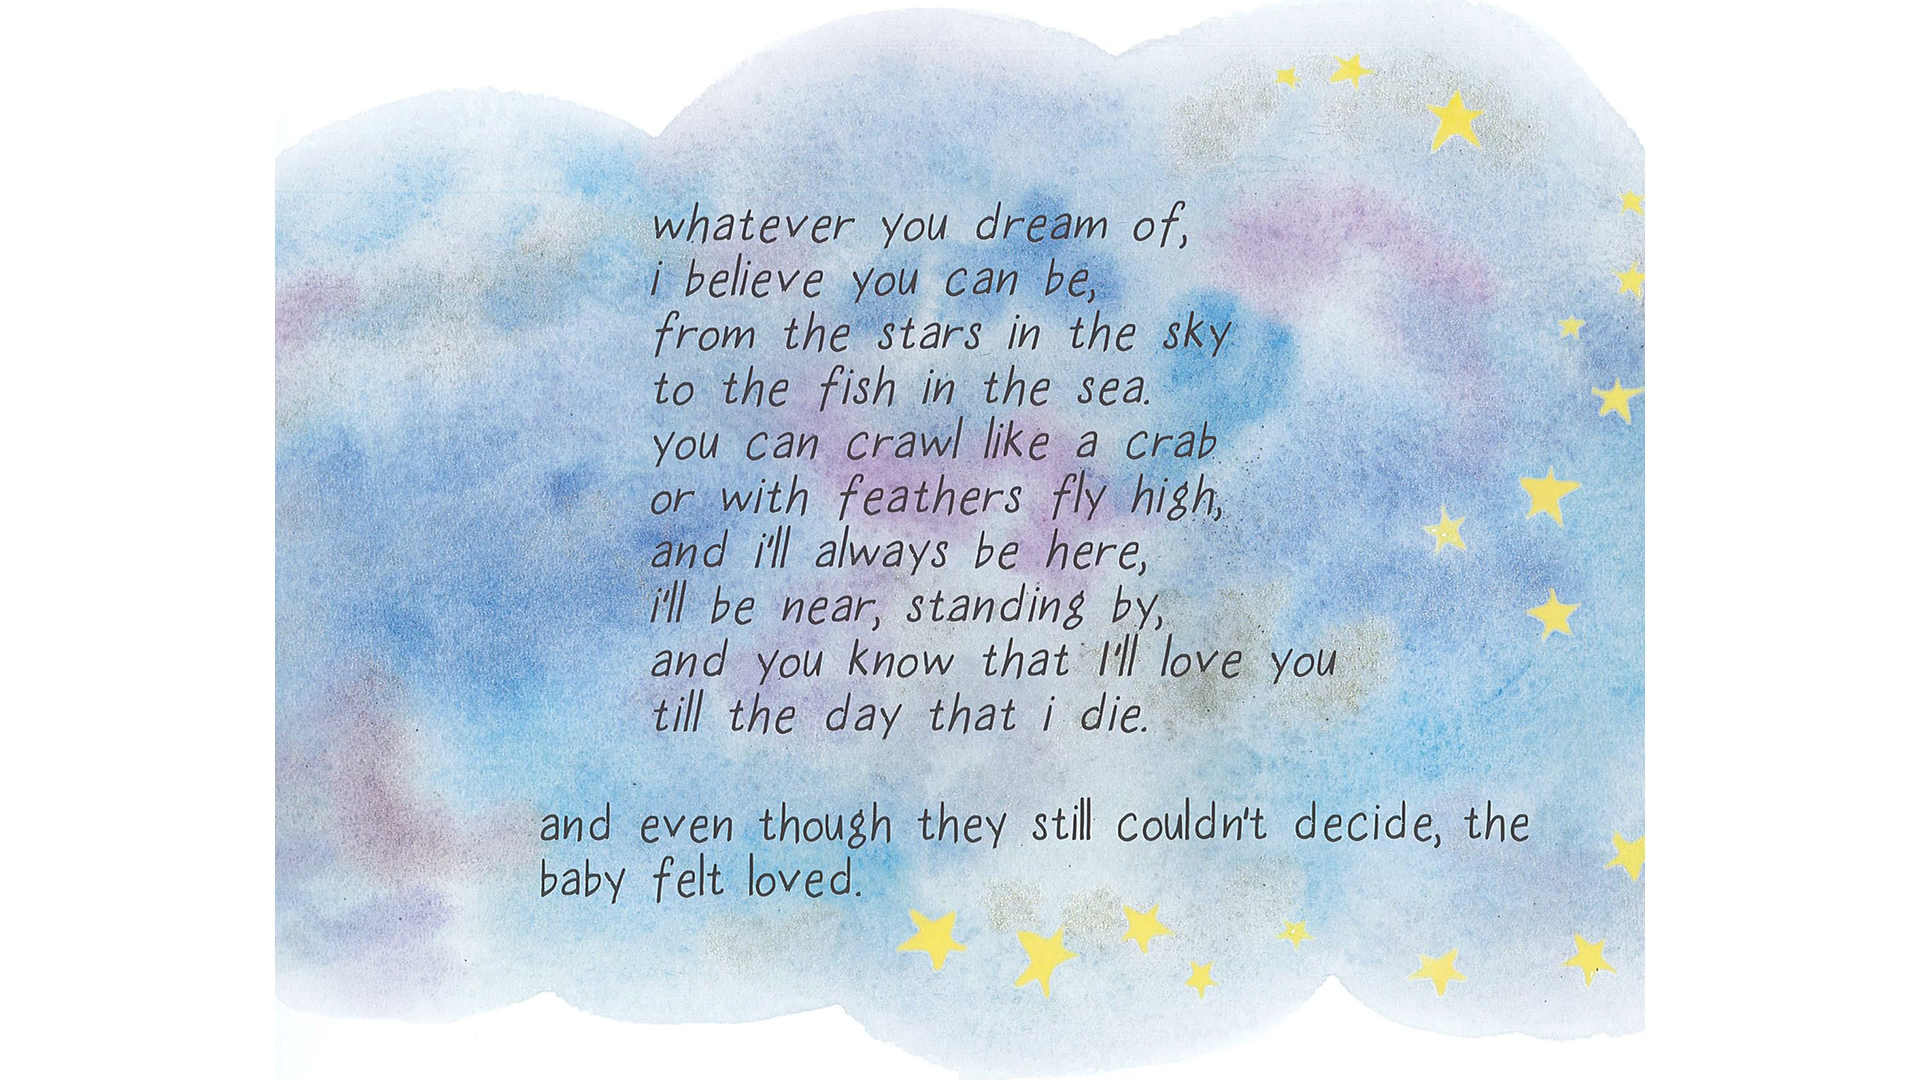 whatever you dream of,
i believe you can be,
from the stars in the sky
to the fish in the sea.
you can crawl like a crab
or with feathers fly high,
and i'll always be here,
i'll be near, standing by,
and you know that I'll love you
till the day that i die.
and even though they still couldn't decide, the
baby felt loved.